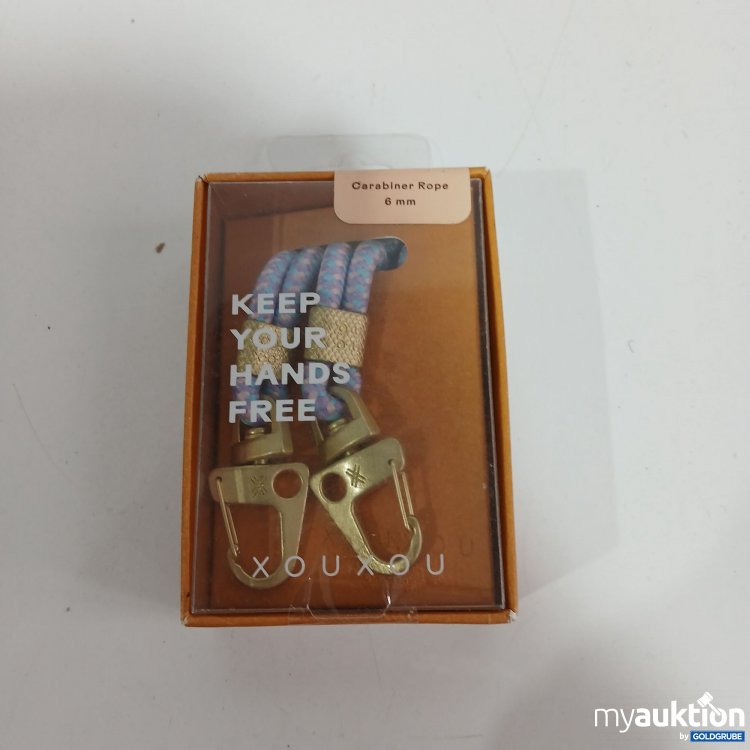 Carabiner Rope
6 mm
KEEP
YOUR
HANDS
FREE
XOUXOU
myauktion
by GOLDGRUBE